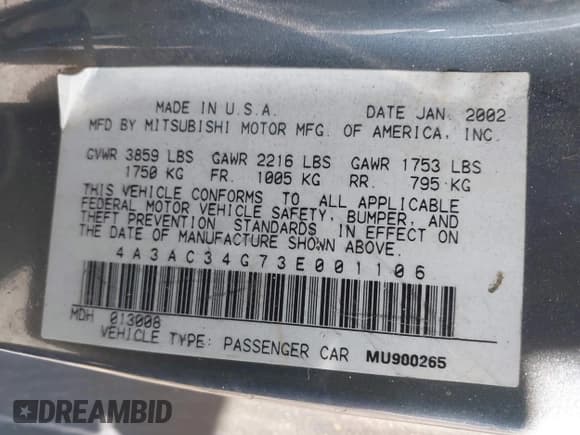 MADE IN U.S.A. DATE JAN. 2002
MFD BY MITSUBISHI MOTOR MFG. OF AMERICA, INC.
GVWR 3859 LBS GAWR 2216 LBS GAWR 1753 LBS
1750 KG FR. 1005 KG RR. 795 KG
THIS VEHICLE CONFORMS TO ALL APPLICABLE
FEDERAL MOTOR VEHICLE SAFETY, BUMPER, AND
THEFT PREVENTION STANDARDS IN EFFECT ON
THE DATE OF MANUFACTURE SHOWN ABOVE.
4A3AC34G73E001106
MDH 013008
VEHICLE TYPE: PASSENGER CAR MU900265
DREAMBID